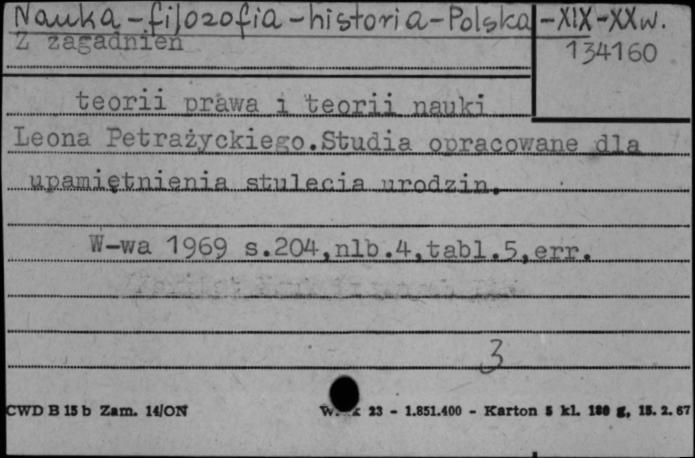 Nauka - filozofia - historia - Polska - XIX - XX w.
Z zagadnień
134160
teorii prawa i teorii nauki
Leona Petrażyckiego.Studia opracowane dla
upamiętnienia stulecia urodzin.
W-wa 1969 s.204,nlb.4,tabl.5,err.
3
CWD B 15 b Zam. 14/ON 23 - 1.851.400 - Karton 5 kl. 180 g, 15. 2. 67